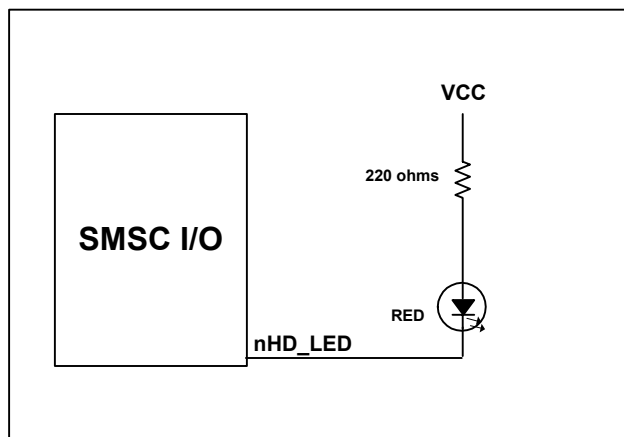 VCC
220 ohms
SMSC I/O
RED
nHD_LED